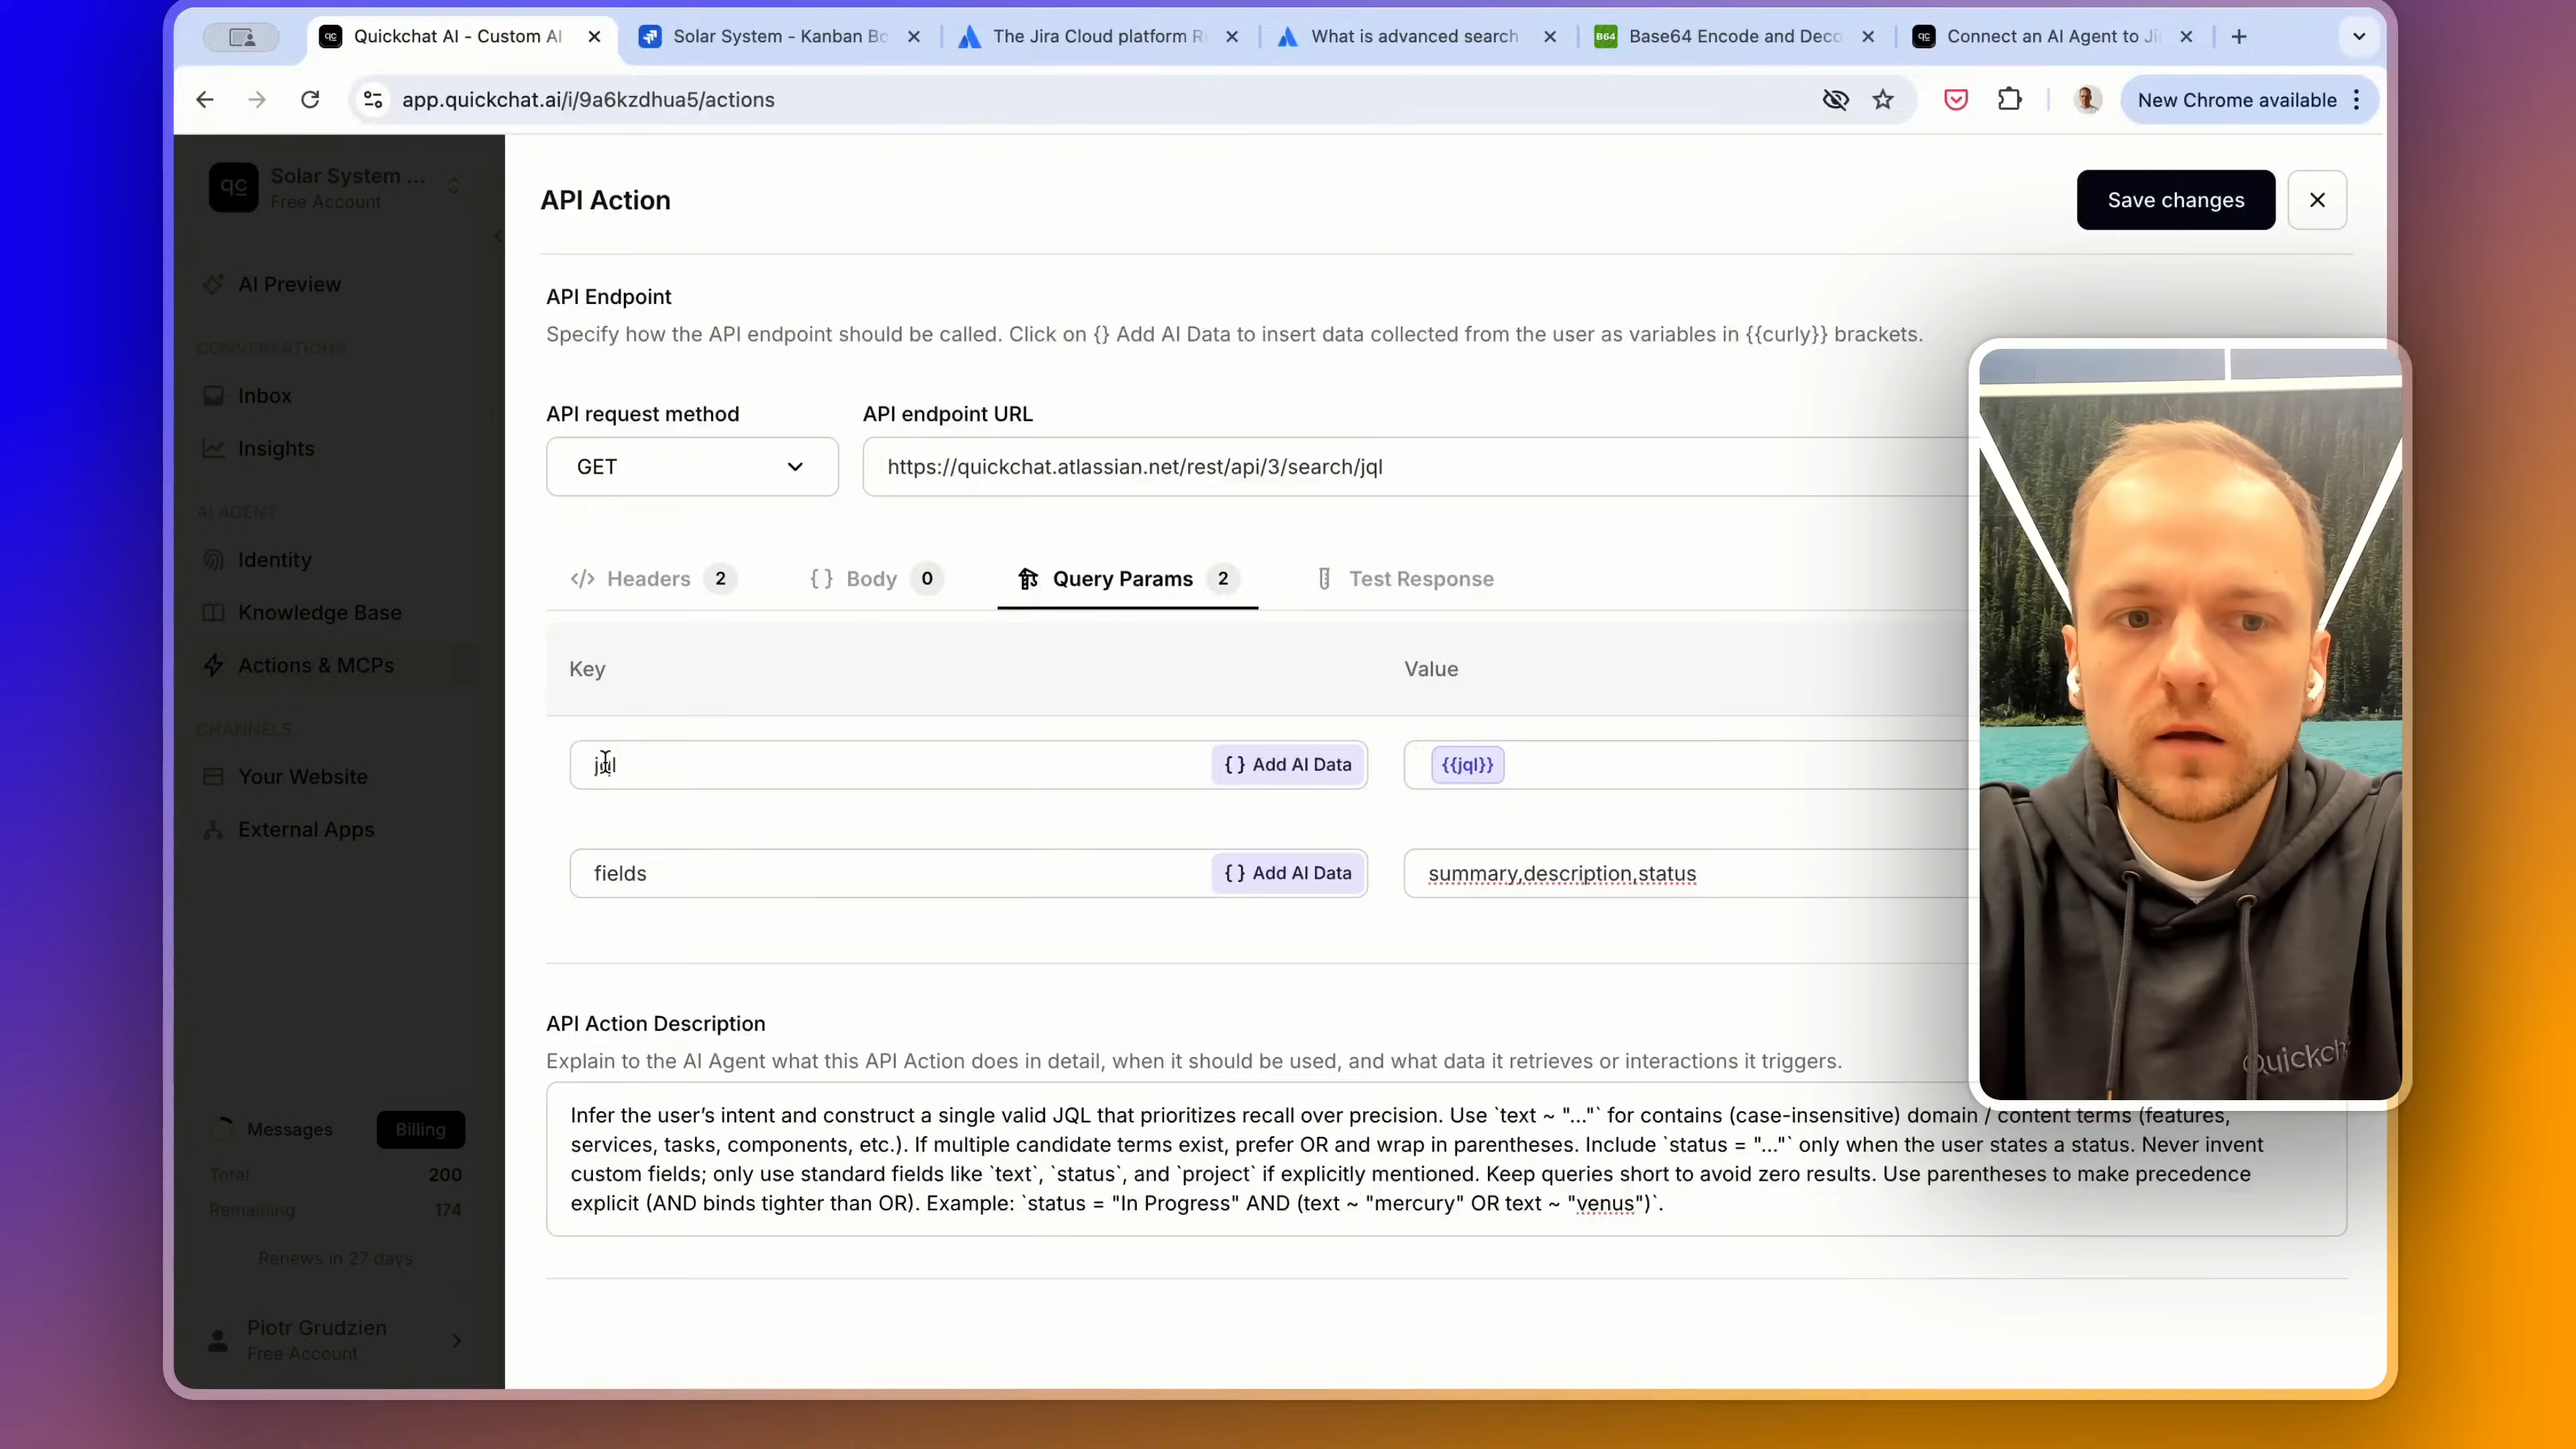 Quickchat AI - Custom AI
Solar System - Kanban Bo
The Jira Cloud platform R
What is advanced search
B64 Base64 Encode and Deco
qc Connect an AI Agent to Ji
app.quickchat.ai/i/9a6kzdhua5/actions
New Chrome available
qc
Solar System ...
Free Account
AI Preview
CONVERSATIONS
Inbox
Insights
AI AGENT
Identity
Knowledge Base
Actions & MCPs
CHANNELS
Your Website
External Apps
Messages
Billing
Total 200
Remaining 174
Renews in 27 days
Piotr Grudzien
Free Account
API Action
Save changes
API Endpoint
Specify how the API endpoint should be called. Click on {} Add AI Data to insert data collected from the user as variables in {{curly}} brackets.
API request method
API endpoint URL
GET
https://quickchat.atlassian.net/rest/api/3/search/jql
</> Headers 2
{ } Body 0
Query Params 2
Test Response
Key
Value
jql
{ } Add AI Data
{{jql}}
fields
{ } Add AI Data
summary,description,status
API Action Description
Explain to the AI Agent what this API Action does in detail, when it should be used, and what data it retrieves or interactions it triggers.
Infer the user’s intent and construct a single valid JQL that prioritizes recall over precision. Use `text ~ "..."` for contains (case-insensitive) domain / content terms (features,
services, tasks, components, etc.). If multiple candidate terms exist, prefer OR and wrap in parentheses. Include `status = "..."` only when the user states a status. Never invent
custom fields; only use standard fields like `text`, `status`, and `project` if explicitly mentioned. Keep queries short to avoid zero results. Use parentheses to make precedence
explicit (AND binds tighter than OR). Example: `status = "In Progress" AND (text ~ "mercury" OR text ~ "venus")`.
Quickch